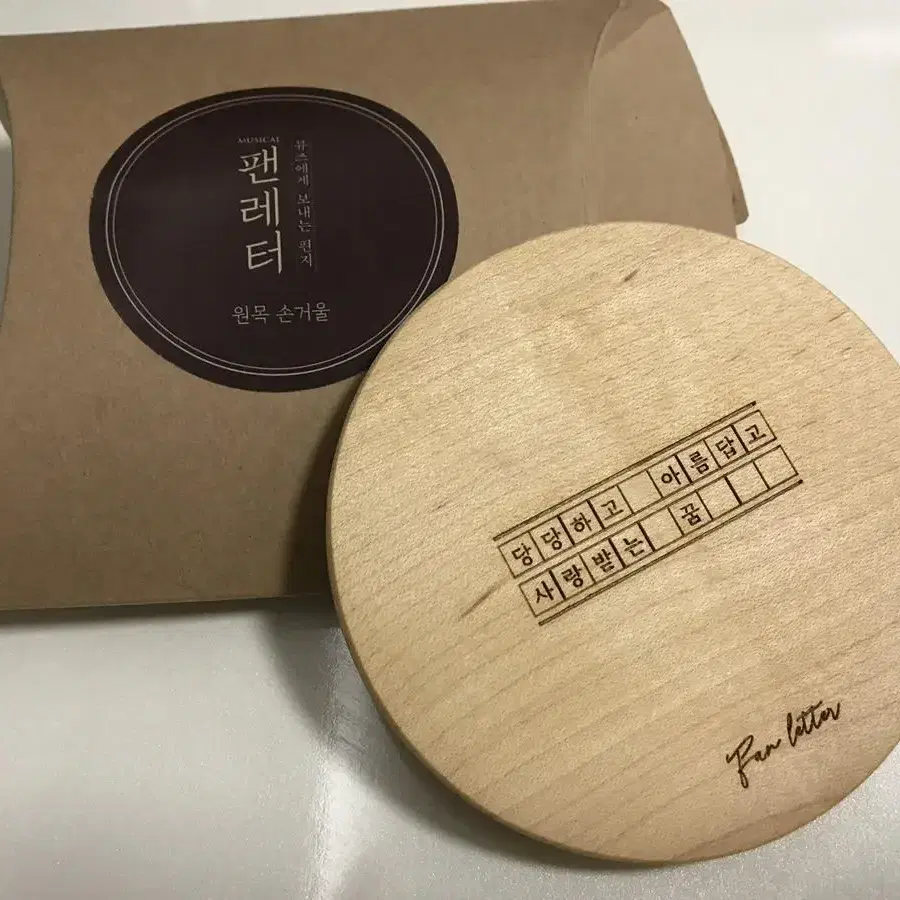 MUSICAL
팬레터
뮤즈에게 보내는 편지
원목 손거울
당당하고 아름답고
사랑받는 꿈
Fan letter